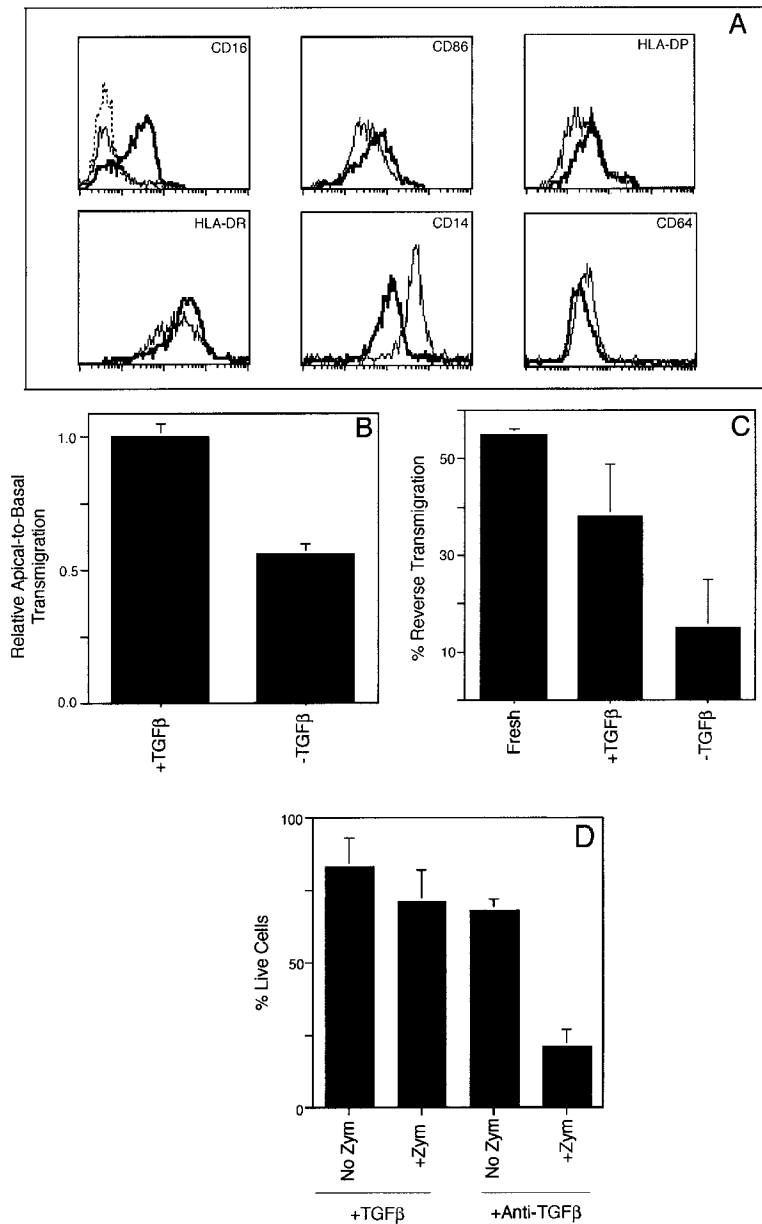 A
CD16
CD86
HLA-DP
HLA-DR
CD14
CD64
B
Relative Apical-to-Basal
Transmigration
1.0
0.5
0.0
+TGFβ
-TGFβ
C
% Reverse Transmigration
50
30
10
Fresh
+TGFβ
-TGFβ
D
% Live Cells
100
50
0
No Zym
+Zym
No Zym
+Zym
+TGFβ
+Anti-TGFβ